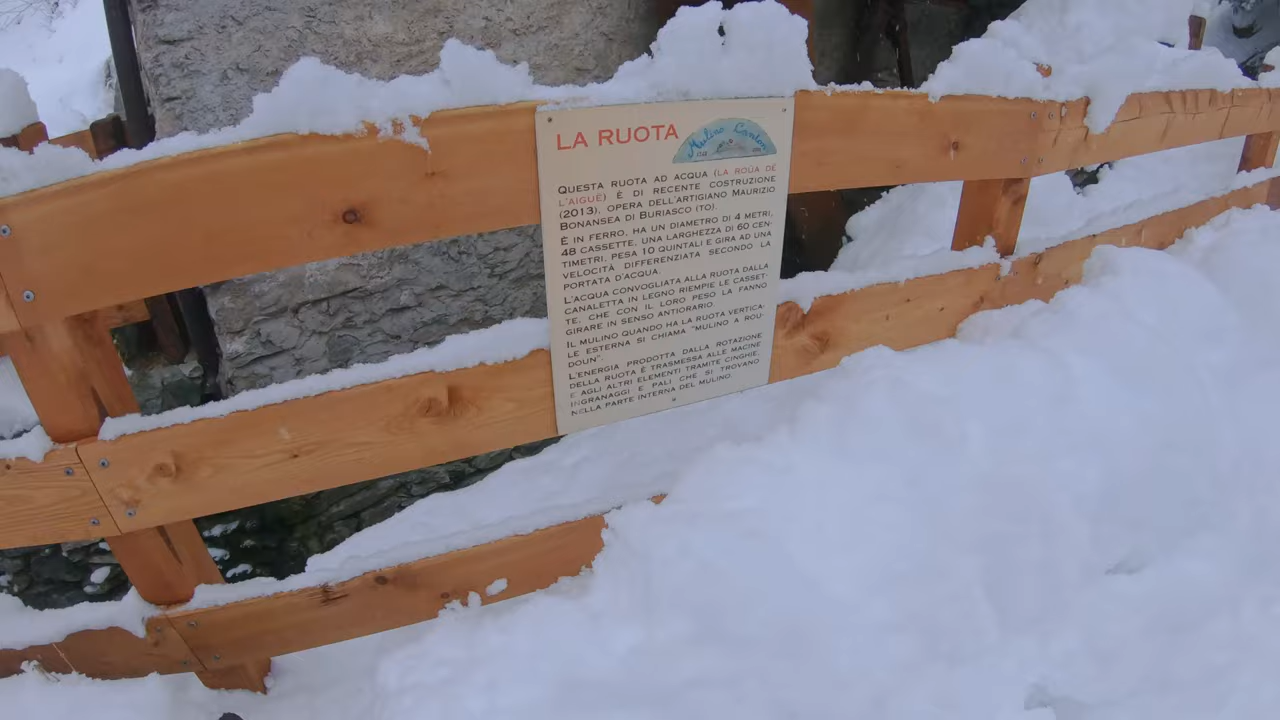 LA RUOTA
Mulino Canton
QUESTA RUOTA AD ACQUA (LA ROÜA DE
L'AIGUE) È DI RECENTE COSTRUZIONE
(2013), OPERA DELL'ARTIGIANO MAURIZIO
BONANSEA DI BURIASCO (TO).
È IN FERRO, HA UN DIAMETRO DI 4 METRI,
48 CASSETTE, UNA LARGHEZZA DI 60 CEN-
TIMETRI, PESA 10 QUINTALI E GIRA AD UNA
VELOCITÀ DIFFERENZIATA SECONDO LA
PORTATA D'ACQUA.
L'ACQUA CONVOGLIATA ALLA RUOTA DALLA
CANALETTA IN LEGNO RIEMPIE LE CASSET-
TE, CHE CON IL LORO PESO LA FANNO
GIRARE IN SENSO ANTIORARIO.
IL MULINO QUANDO HA LA RUOTA VERTICA-
LE ESTERNA SI CHIAMA "MULINO A ROU-
DOUN".
L'ENERGIA PRODOTTA DALLA ROTAZIONE
DELLA RUOTA È TRASMESSA ALLE MACINE
E AGLI ALTRI ELEMENTI TRAMITE CINGHIE,
INGRANAGGI E PALI CHE SI TROVANO
NELLA PARTE INTERNA DEL MULINO.